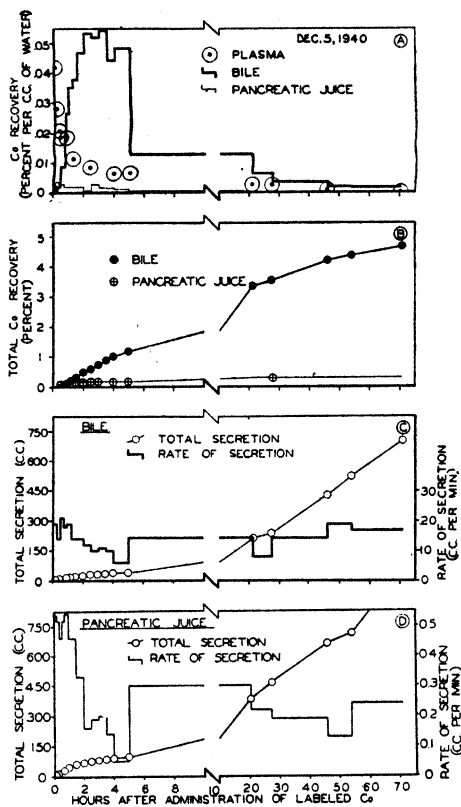 DEC. 5, 1940 A
PLASMA
BILE
PANCREATIC JUICE
Co RECOVERY
(PERCENT PER C.C. OF WATER)
.05
.04
.03
.02
.01
0
B
BILE
PANCREATIC JUICE
TOTAL Co RECOVERY
(PERCENT)
5
4
3
2
1
0
BILE C
TOTAL SECRETION
RATE OF SECRETION
TOTAL SECRETION (C.C.)
750
600
450
300
150
0
.30
.20
.10
0
RATE OF SECRETION
(C.C. PER MIN.)
PANCREATIC JUICE D
TOTAL SECRETION
RATE OF SECRETION
TOTAL SECRETION (C.C.)
750
600
450
300
150
0
0.5
0.4
0.3
0.2
0.1
0
RATE OF SECRETION
(C.C. PER MIN.)
0 2 4 6 8 10 20 30 40 50 60 70
HOURS AFTER ADMINISTRATION OF LABELED Co